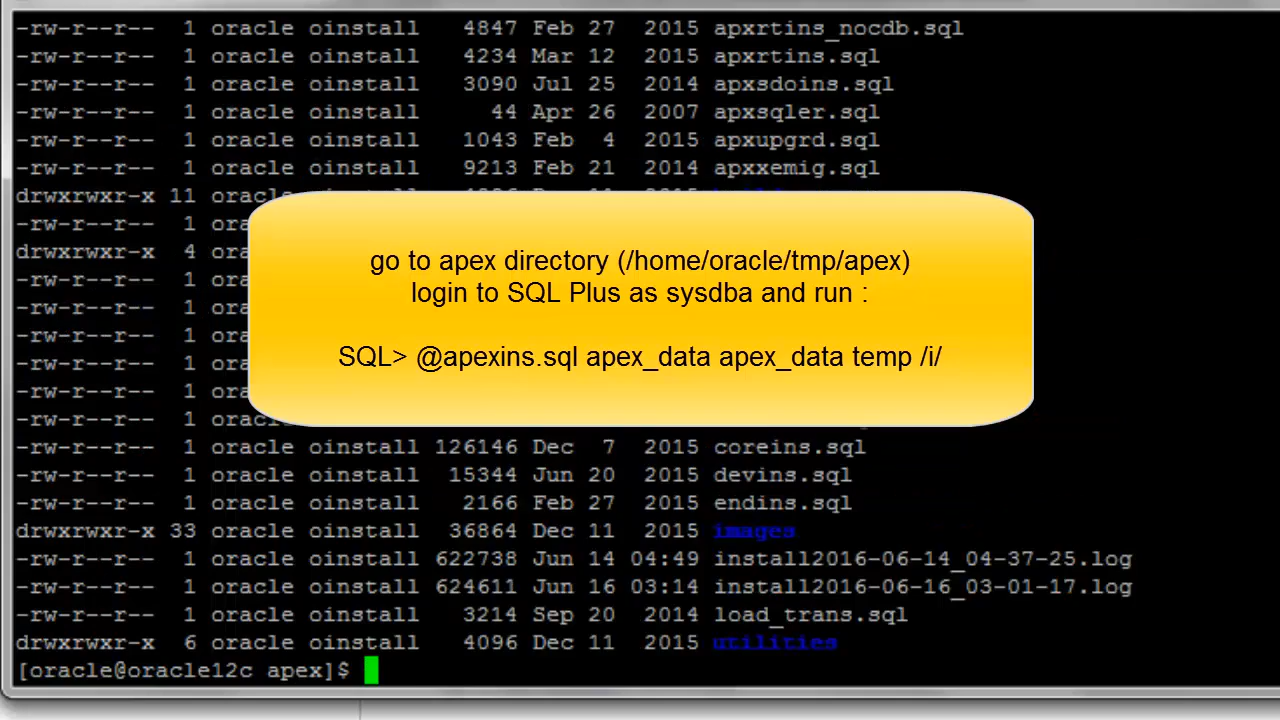 -rw-r--r-- 1 oracle oinstall 4847 Feb 27 2015 apxrtins_nocdb.sql
-rw-r--r-- 1 oracle oinstall 4234 Mar 12 2015 apxrtins.sql
-rw-r--r-- 1 oracle oinstall 3090 Jul 25 2014 apxsdoins.sql
-rw-r--r-- 1 oracle oinstall 44 Apr 26 2007 apxsqler.sql
-rw-r--r-- 1 oracle oinstall 1043 Feb 4 2015 apxupgrd.sql
-rw-r--r-- 1 oracle oinstall 9213 Feb 21 2014 apxxemig.sql
drwxrwxr-x 11
-rw-r--r-- 1
drwxrwxr-x 4
-rw-r--r-- 1
-rw-r--r-- 1
-rw-r--r-- 1
-rw-r--r-- 1
-rw-r--r-- 1
-rw-r--r-- 1
go to apex directory (/home/oracle/tmp/apex)
login to SQL Plus as sysdba and run :
SQL> @apexins.sql apex_data apex_data temp /i/
-rw-r--r-- 1 oracle oinstall 126146 Dec 7 2015 coreins.sql
-rw-r--r-- 1 oracle oinstall 15344 Jun 20 2015 devins.sql
-rw-r--r-- 1 oracle oinstall 2166 Feb 27 2015 endins.sql
drwxrwxr-x 33 oracle oinstall 36864 Dec 11 2015 images
-rw-r--r-- 1 oracle oinstall 622738 Jun 14 04:49 install2016-06-14_04-37-25.log
-rw-r--r-- 1 oracle oinstall 624611 Jun 16 03:14 install2016-06-16_03-01-17.log
-rw-r--r-- 1 oracle oinstall 3214 Sep 20 2014 load_trans.sql
drwxrwxr-x 6 oracle oinstall 4096 Dec 11 2015 utilities
[oracle@oracle12c apex]$